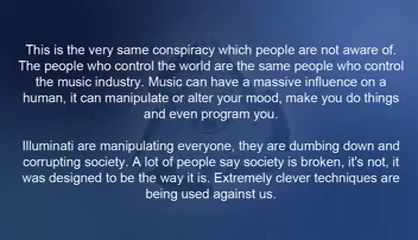 This is the very same conspiracy which people are not aware of.
The people who control the world are the same people who control
the music industry. Music can have a massive influence on a
human, it can manipulate or alter your mood, make you do things
and even program you.
Illuminati are manipulating everyone, they are dumbing down and
corrupting society. A lot of people say society is broken, it's not, it
was designed to be the way it is. Extremely clever techniques are
being used against us.